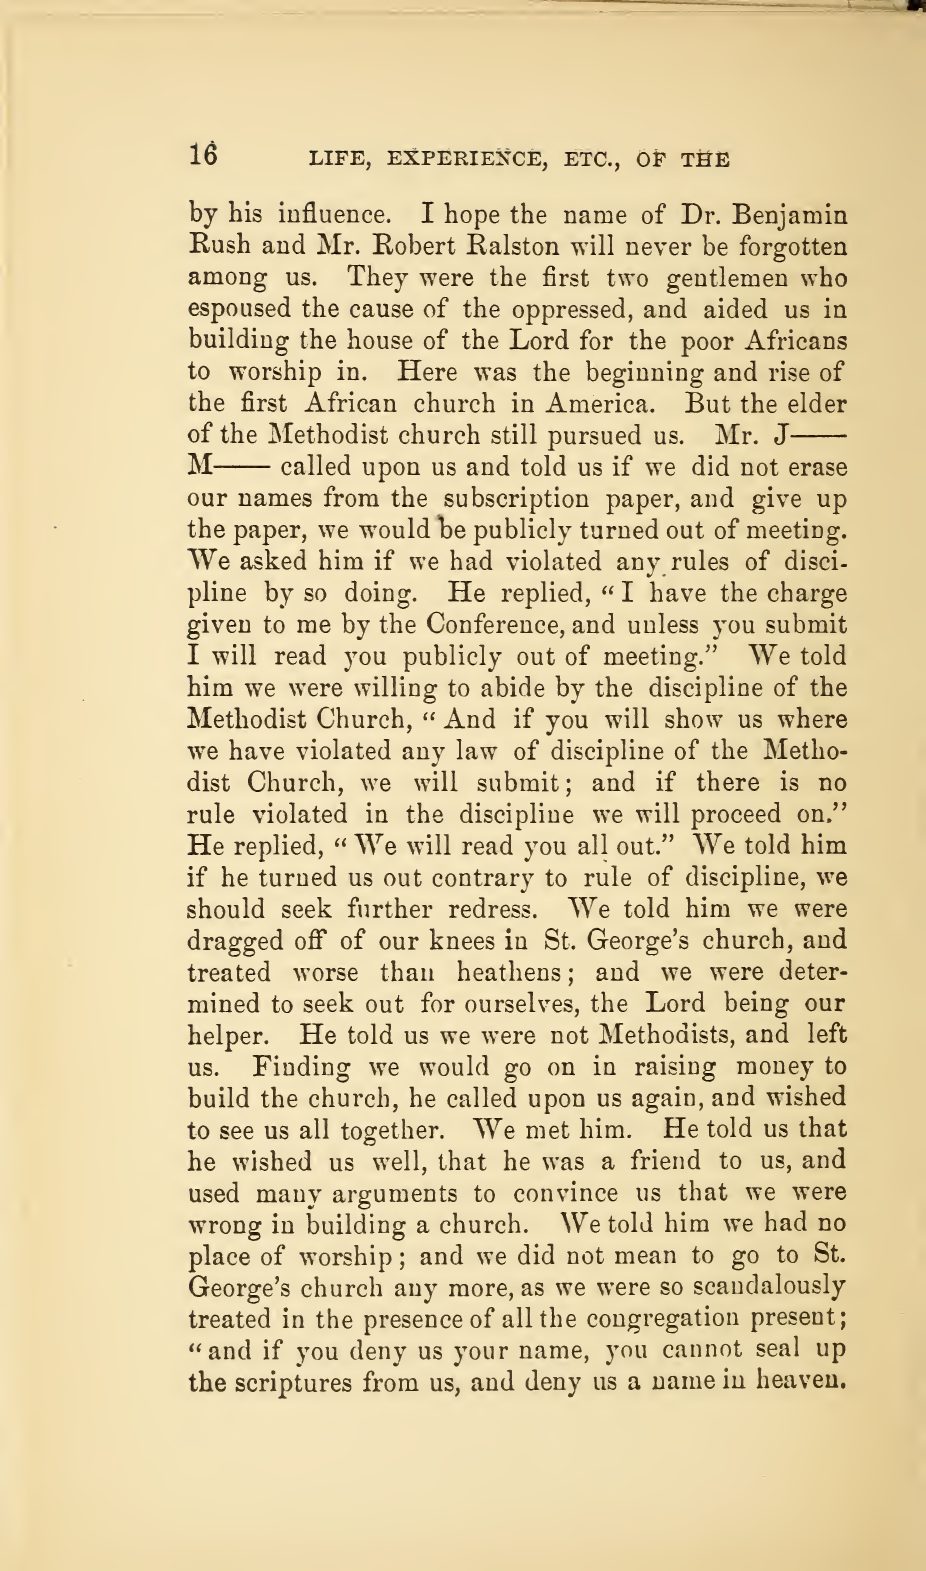 16 LIFE, EXPERIENCE, ETC., OF THE
by his influence. I hope the name of Dr. Benjamin
Rush and Mr. Robert Ralston will never be forgotten
among us. They were the first two gentlemen who
espoused the cause of the oppressed, and aided us in
building the house of the Lord for the poor Africans
to worship in. Here was the beginning and rise of
the first African church in America. But the elder
of the Methodist church still pursued us. Mr. J——
M—— called upon us and told us if we did not erase
our names from the subscription paper, and give up
the paper, we would be publicly turned out of meeting.
We asked him if we had violated any rules of disci-
pline by so doing. He replied, “I have the charge
given to me by the Conference, and unless you submit
I will read you publicly out of meeting.” We told
him we were willing to abide by the discipline of the
Methodist Church, “And if you will show us where
we have violated any law of discipline of the Metho-
dist Church, we will submit; and if there is no
rule violated in the discipline we will proceed on.”
He replied, “We will read you all out.” We told him
if he turned us out contrary to rule of discipline, we
should seek further redress. We told him we were
dragged off of our knees in St. George’s church, and
treated worse than heathens; and we were deter-
mined to seek out for ourselves, the Lord being our
helper. He told us we were not Methodists, and left
us. Finding we would go on in raising money to
build the church, he called upon us again, and wished
to see us all together. We met him. He told us that
he wished us well, that he was a friend to us, and
used many arguments to convince us that we were
wrong in building a church. We told him we had no
place of worship; and we did not mean to go to St.
George’s church any more, as we were so scandalously
treated in the presence of all the congregation present;
“and if you deny us your name, you cannot seal up
the scriptures from us, and deny us a name in heaven.